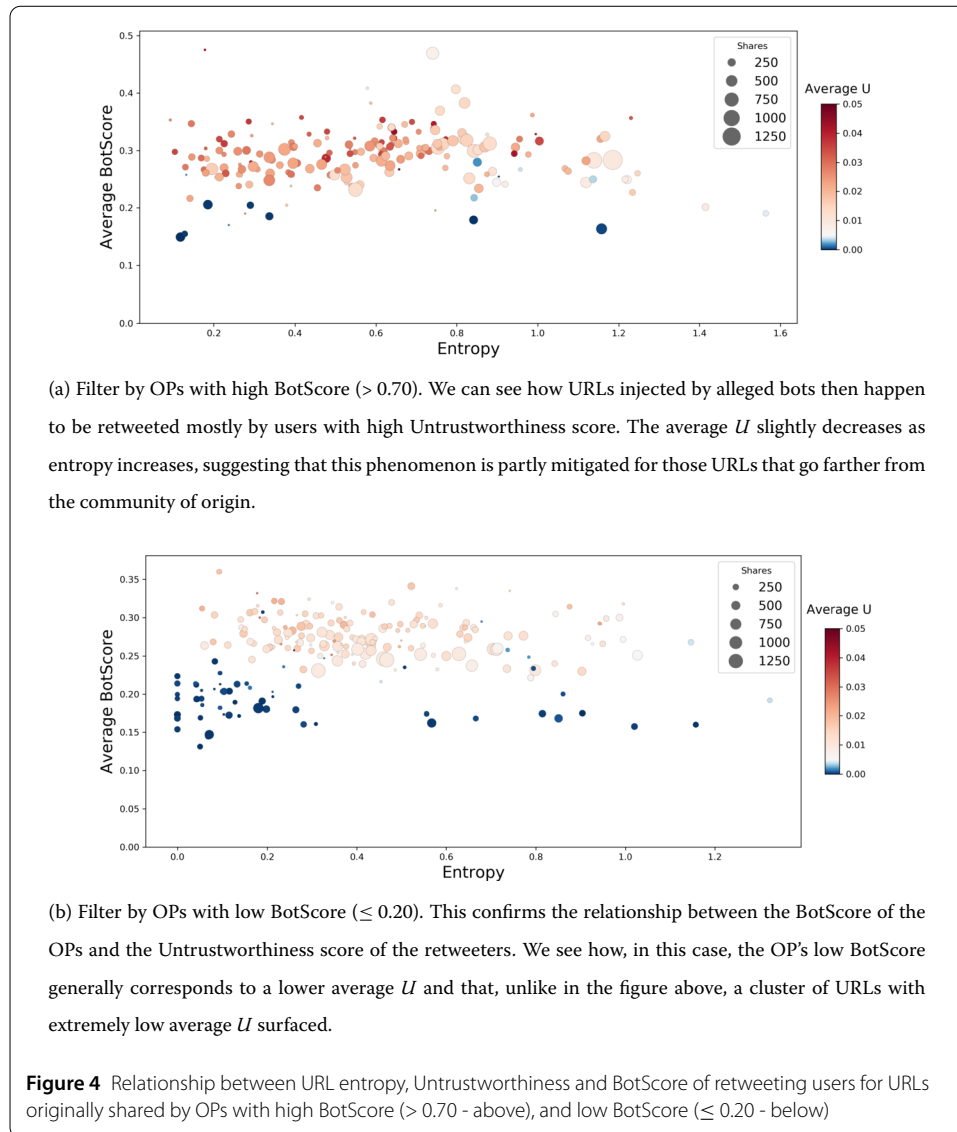 0.5
0.4
0.3
0.2
0.1
0.0
Average BotScore
0.2
0.4
0.6
0.8
1.0
1.2
1.4
1.6
Entropy
Shares
250
500
750
1000
1250
Average U
0.05
0.04
0.03
0.02
0.01
0.00
(a) Filter by OPs with high BotScore (> 0.70). We can see how URLs injected by alleged bots then happen
to be retweeted mostly by users with high Untrustworthiness score. The average U slightly decreases as
entropy increases, suggesting that this phenomenon is partly mitigated for those URLs that go farther from
the community of origin.
0.35
0.30
0.25
0.20
0.15
0.10
0.05
0.00
Average BotScore
0.0
0.2
0.4
0.6
0.8
1.0
1.2
Entropy
Shares
250
500
750
1000
1250
Average U
0.05
0.04
0.03
0.02
0.01
0.00
(b) Filter by OPs with low BotScore (≤ 0.20). This confirms the relationship between the BotScore of the
OPs and the Untrustworthiness score of the retweeters. We see how, in this case, the OP's low BotScore
generally corresponds to a lower average U and that, unlike in the figure above, a cluster of URLs with
extremely low average U surfaced.
Figure 4 Relationship between URL entropy, Untrustworthiness and BotScore of retweeting users for URLs
originally shared by OPs with high BotScore (> 0.70 - above), and low BotScore (≤ 0.20 - below)